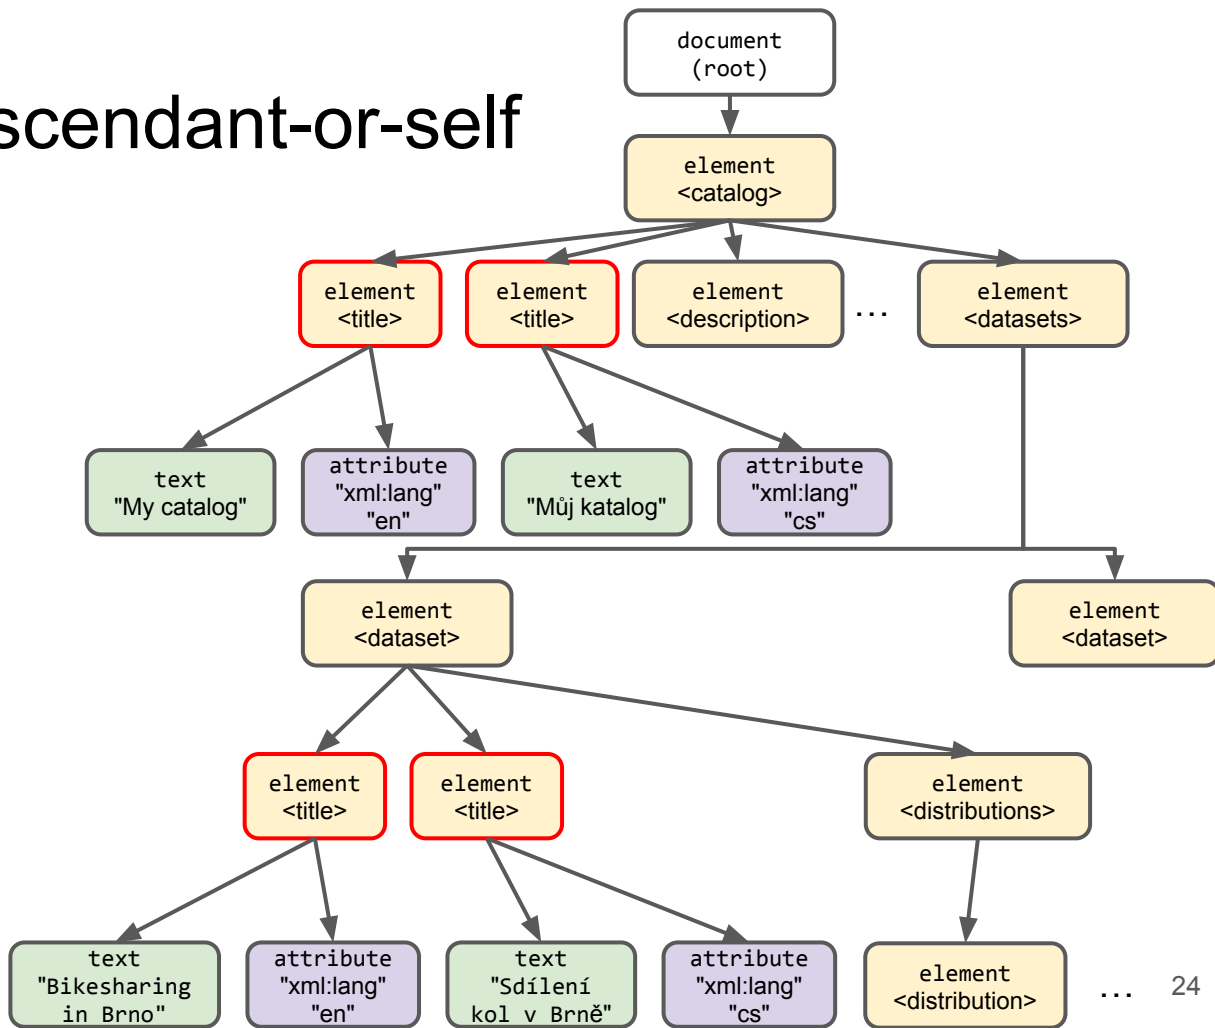 document
(root)
scendant-or-self
element
<catalog>
element
<title>
element
<title>
element
<description>
...
element
<datasets>
text
"My catalog"
attribute
"xml:lang"
"en"
text
"Můj katalog"
attribute
"xml:lang"
"cs"
element
<dataset>
element
<dataset>
element
<title>
element
<title>
element
<distributions>
text
"Bikesharing
in Brno"
attribute
"xml:lang"
"en"
text
"Sdílení
kol v Brně"
attribute
"xml:lang"
"cs"
element
<distribution>
...
24